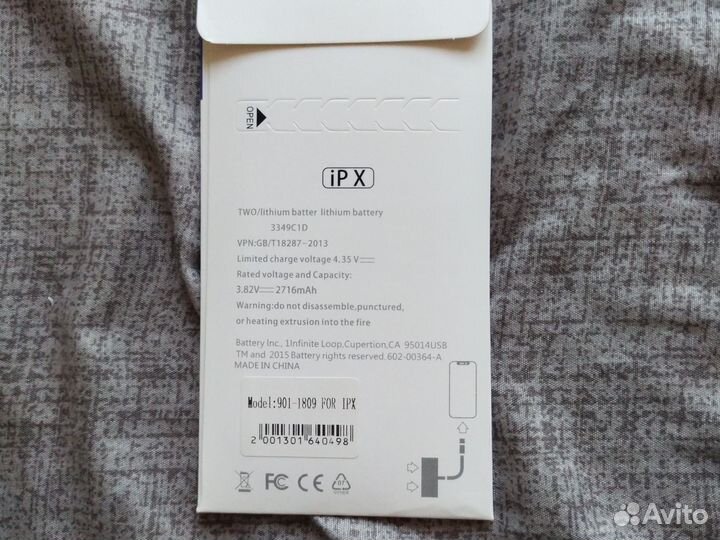 OPEN
iP X
TWO/lithium batter lithium battery
3349C1D
VPN:GB/T18287-2013
Limited charge voltage 4.35 V⎓
Rated voltage and Capacity:
3.82V⎓ 2716mAh
Warning:do not disassemble,punctured,
or heating extrusion into the fire
Battery Inc., 1Infinite Loop,Cupertion,CA 95014USB
TM and 2015 Battery rights reserved.602-00364-A
MADE IN CHINA
Model:901-1809 FOR IPX
2 001301 640498
FC CE 07
Avito